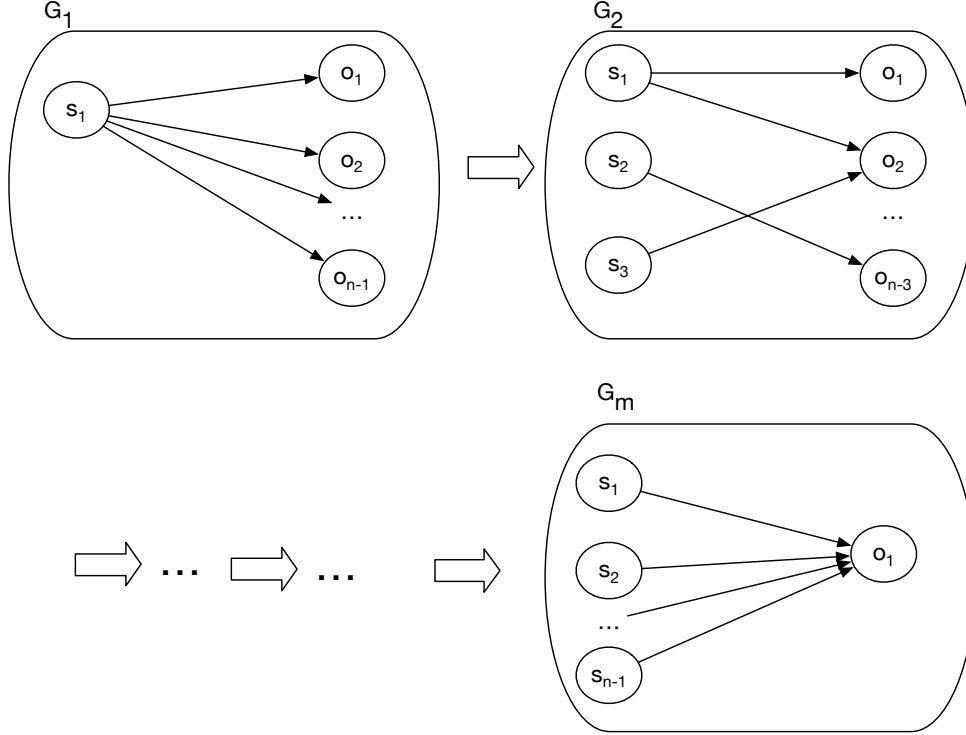 G₁
s₁
o₁
o₂
...
oₙ₋₁
G₂
s₁
s₂
s₃
o₁
o₂
...
oₙ₋₃
...
...
Gₘ
s₁
s₂
...
sₙ₋₁
o₁